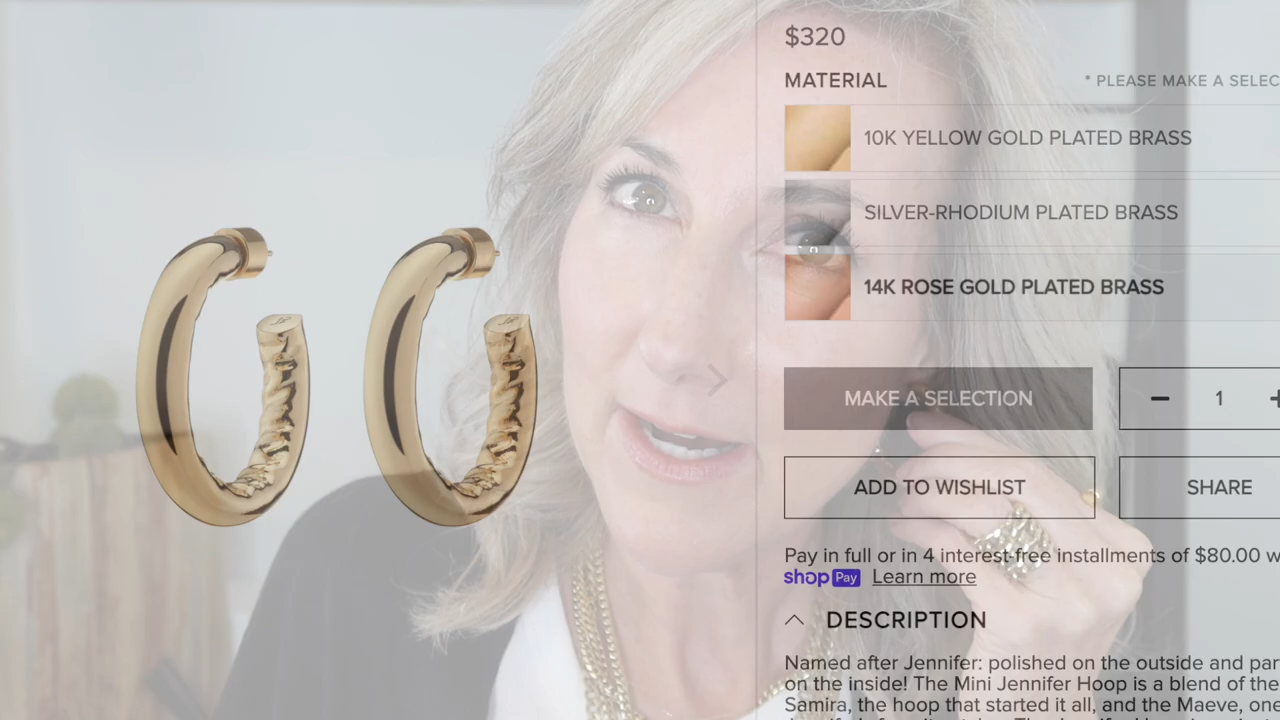 $320
MATERIAL
* PLEASE MAKE A SELEC
10K YELLOW GOLD PLATED BRASS
SILVER-RHODIUM PLATED BRASS
14K ROSE GOLD PLATED BRASS
MAKE A SELECTION
1
ADD TO WISHLIST
SHARE
Pay in full or in 4 interest-free installments of $80.00 w
shop Pay Learn more
DESCRIPTION
Named after Jennifer: polished on the outside and par
on the inside! The Mini Jennifer Hoop is a blend of the
Samira, the hoop that started it all, and the Maeve, one